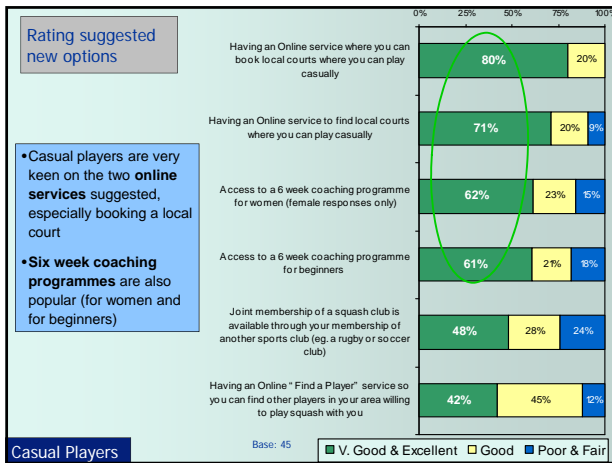 Rating suggested
new options
•Casual players are very
keen on the two online
services suggested,
especially booking a local
court
•Six week coaching
programmes are also
popular (for women and
for beginners)
0% 25% 50% 75% 100%
Having an Online service where you can
book local courts where you can play
casually
80% 20%
Having an Online service to find local courts
where you can play casually
71% 20% 9%
Access to a 6 week coaching programme
for women (female responses only)
62% 23% 15%
Access to a 6 week coaching programme
for beginners
61% 21% 18%
Joint membership of a squash club is
available through your membership of
another sports club (eg. a rugby or soccer
club)
48% 28% 24%
Having an Online "Find a Player" service so
you can find other players in your area willing
to play squash with you
42% 45% 12%
Casual Players
Base: 45
V. Good & Excellent Good Poor & Fair